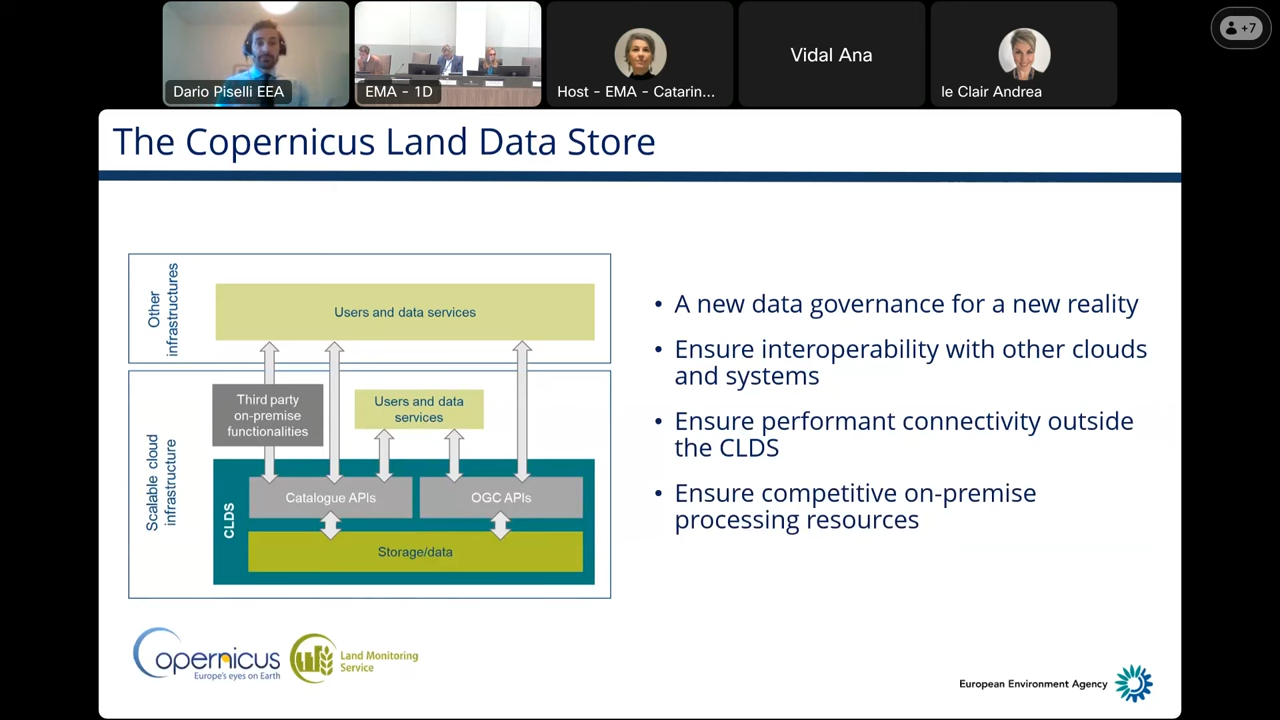 Dario Piselli EEA
EMA - 1D
Host - EMA - Catarin...
Vidal Ana
le Clair Andrea
+7
The Copernicus Land Data Store
Other
infrastructures
Users and data services
Third party
on-premise
functionalities
Users and data
services
Scalable cloud
infrastructure
CLDS
Catalogue APIs
OGC APIs
Storage/data
• A new data governance for a new reality
• Ensure interoperability with other clouds
and systems
• Ensure performant connectivity outside
the CLDS
• Ensure competitive on-premise
processing resources
Copernicus
Europe's eyes on Earth
Land Monitoring
Service
European Environment Agency